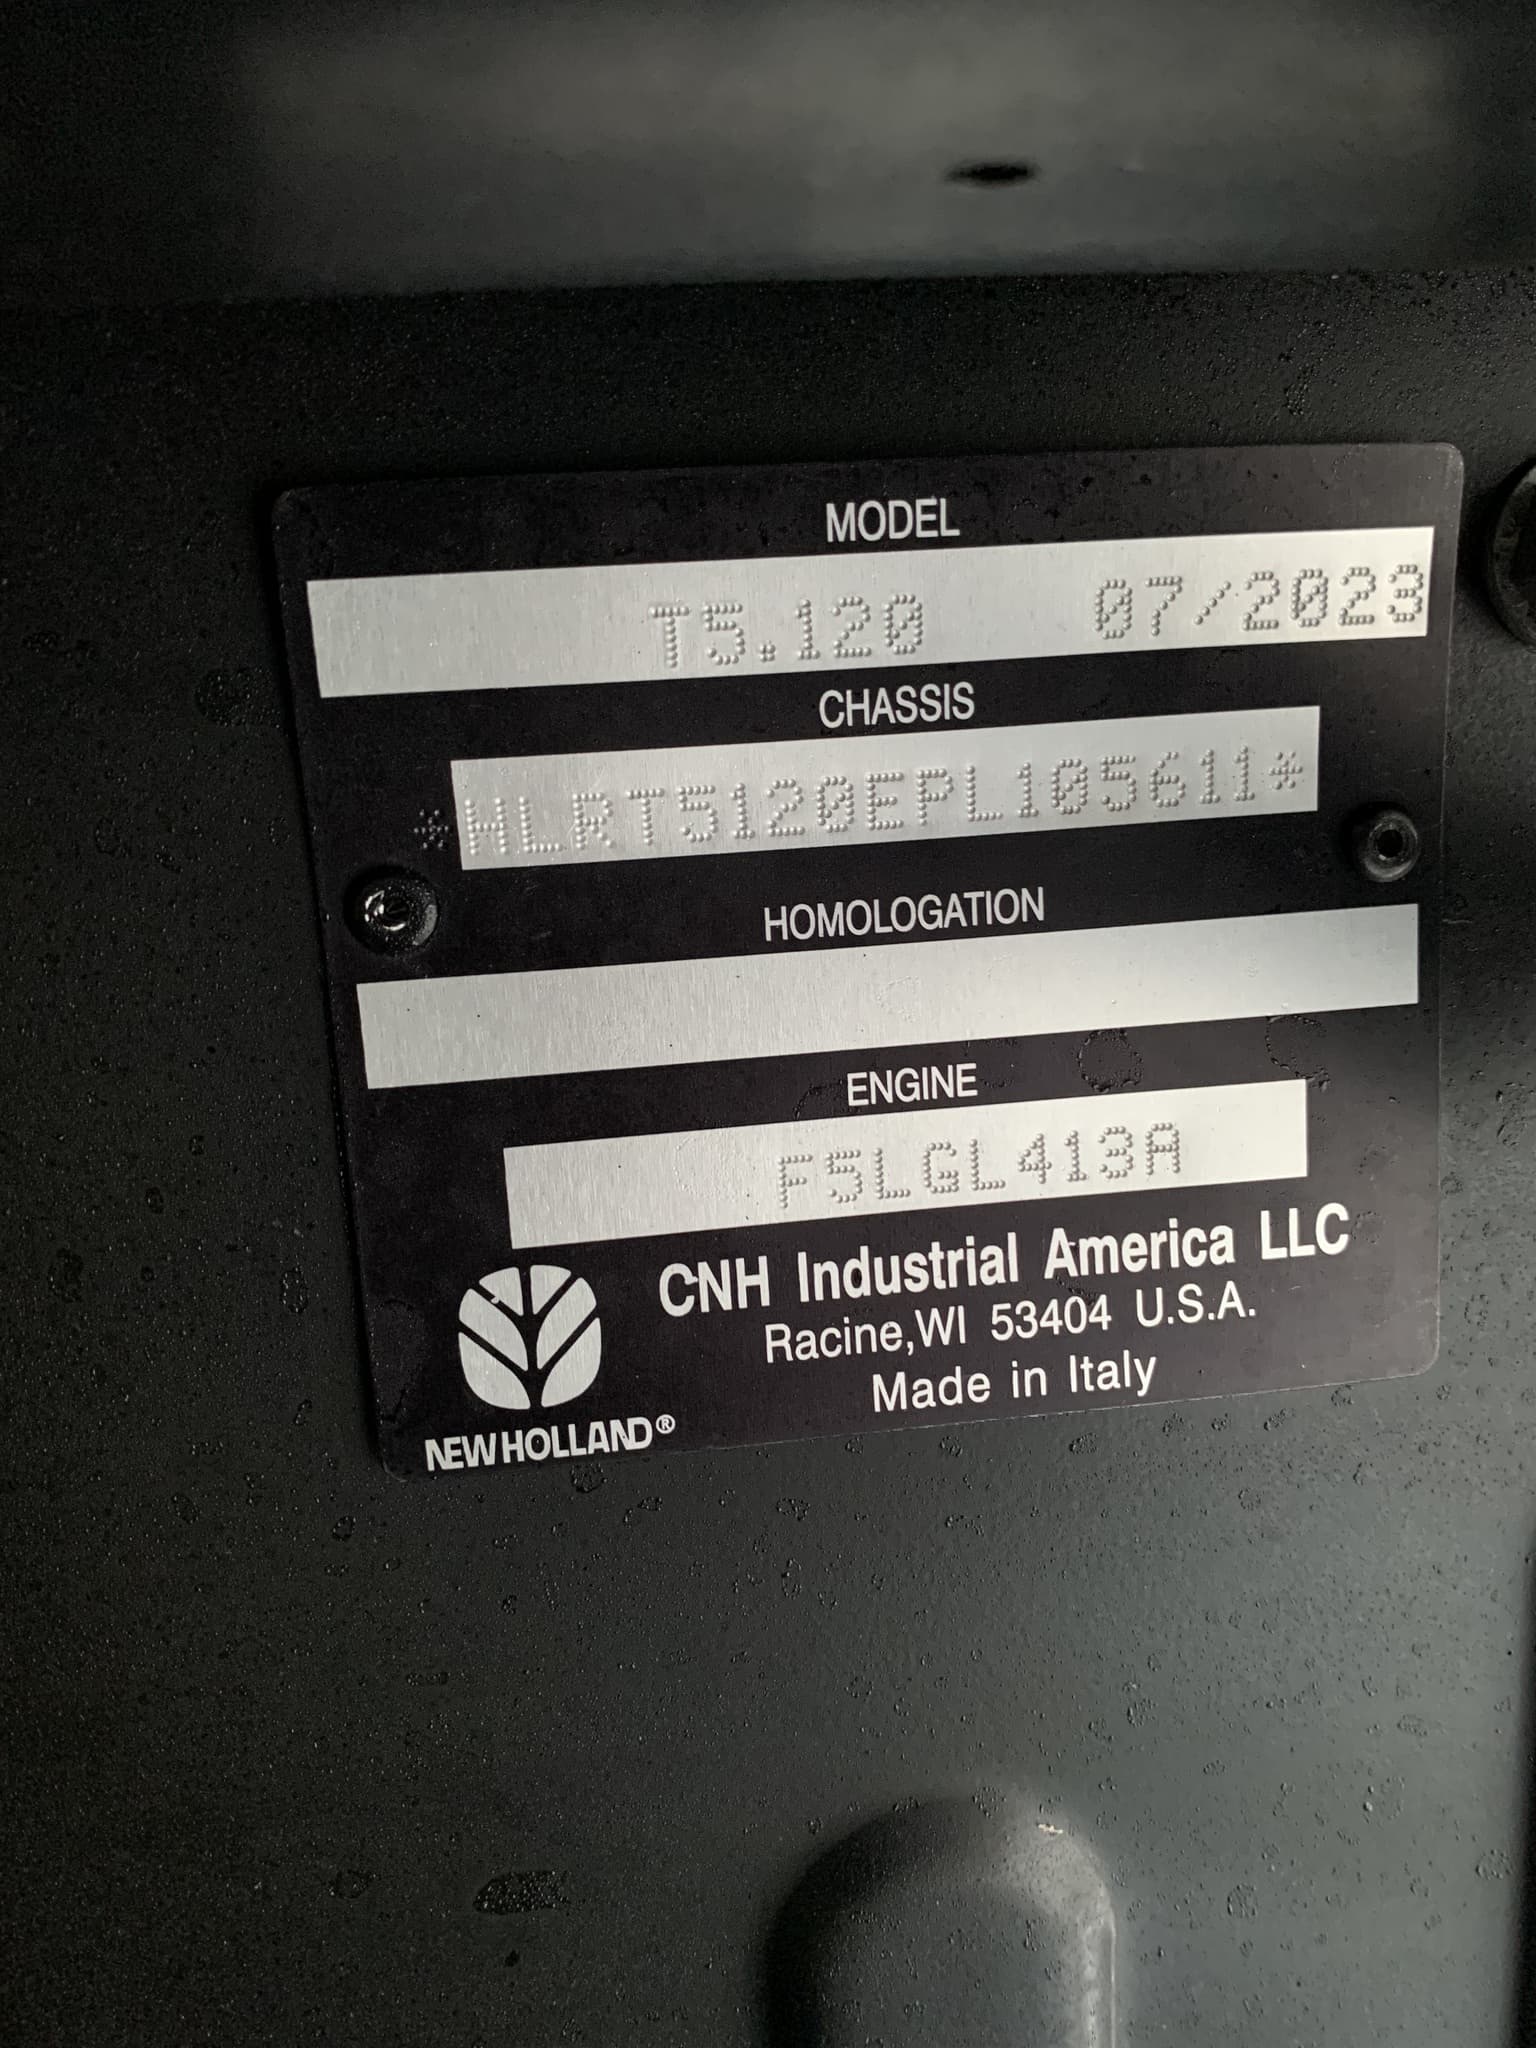 MODEL
T5.120 07/2023
CHASSIS
*HLRT5120EPL105611*
HOMOLOGATION
ENGINE
F5LGL413A
CNH Industrial America LLC
Racine,WI 53404 U.S.A.
Made in Italy
NEW HOLLAND®